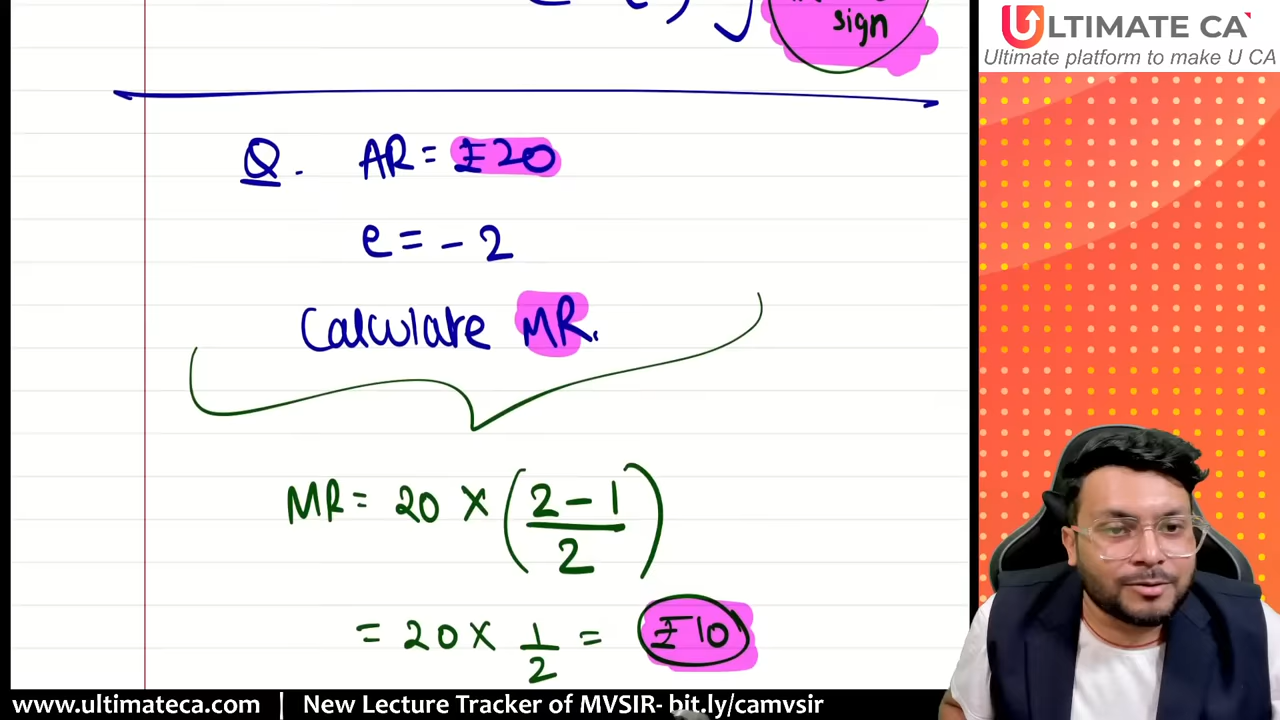 sign
ULTIMATE CA
Ultimate platform to make U CA
Q. AR = ₹20
e = - 2
Calculate MR.
MR = 20 × (2 - 1 / 2)
= 20 × 1/2 = ₹10
www.ultimateca.com | New Lecture Tracker of MVSIR- bit.ly/camvsir